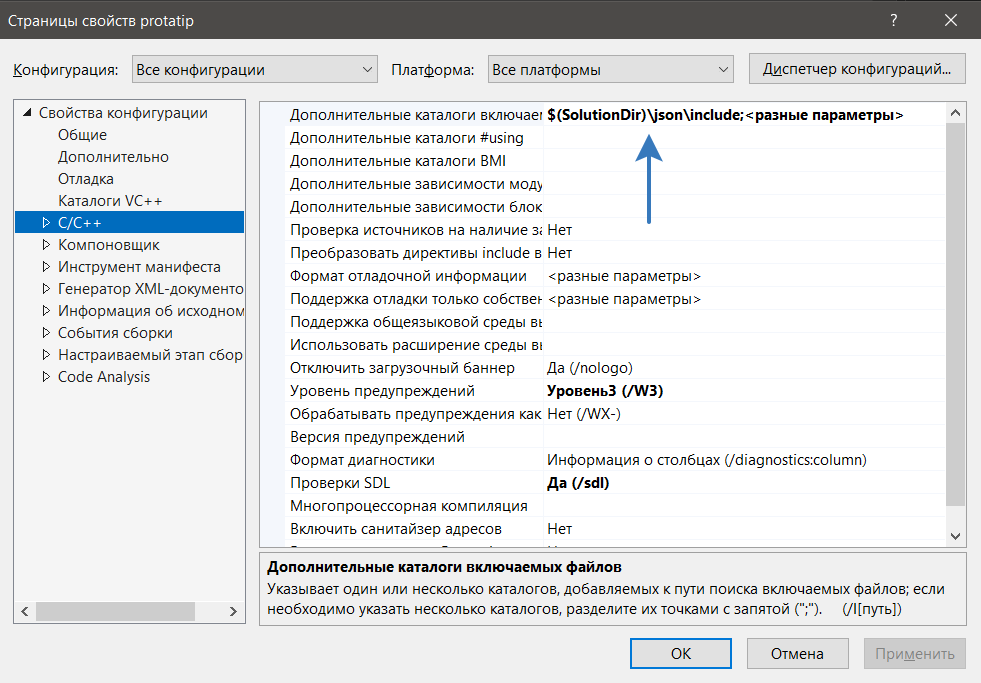 Страницы свойств protatip ?
Конфигурация: Все конфигурации Платформа: Все платформы Диспетчер конфигураций...
Свойства конфигурации
Общие
Дополнительно
Отладка
Каталоги VC++
C/C++
Компоновщик
Инструмент манифеста
Генератор XML-документо
Информация об исходном
События сборки
Настраиваемый этап сбор
Code Analysis
Дополнительные каталоги включаем $(SolutionDir)\json\include;<разные параметры>
Дополнительные каталоги #using
Дополнительные каталоги BMI
Дополнительные зависимости моду
Дополнительные зависимости блок
Проверка источников на наличие за Нет
Преобразовать директивы include в Нет
Формат отладочной информации <разные параметры>
Поддержка отладки только собствен <разные параметры>
Поддержка общеязыковой среды вы
Использовать расширение среды вы
Отключить загрузочный баннер Да (/nologo)
Уровень предупреждений Уровень3 (/W3)
Обрабатывать предупреждения как Нет (/WX-)
Версия предупреждений
Формат диагностики Информация о столбцах (/diagnostics:column)
Проверки SDL Да (/sdl)
Многопроцессорная компиляция
Включить санитайзер адресов Нет
Дополнительные каталоги включаемых файлов
Указывает один или несколько каталогов, добавляемых к пути поиска включаемых файлов; если
необходимо указать несколько каталогов, разделите их точками с запятой (";"). (/I[путь])
ОК Отмена Применить